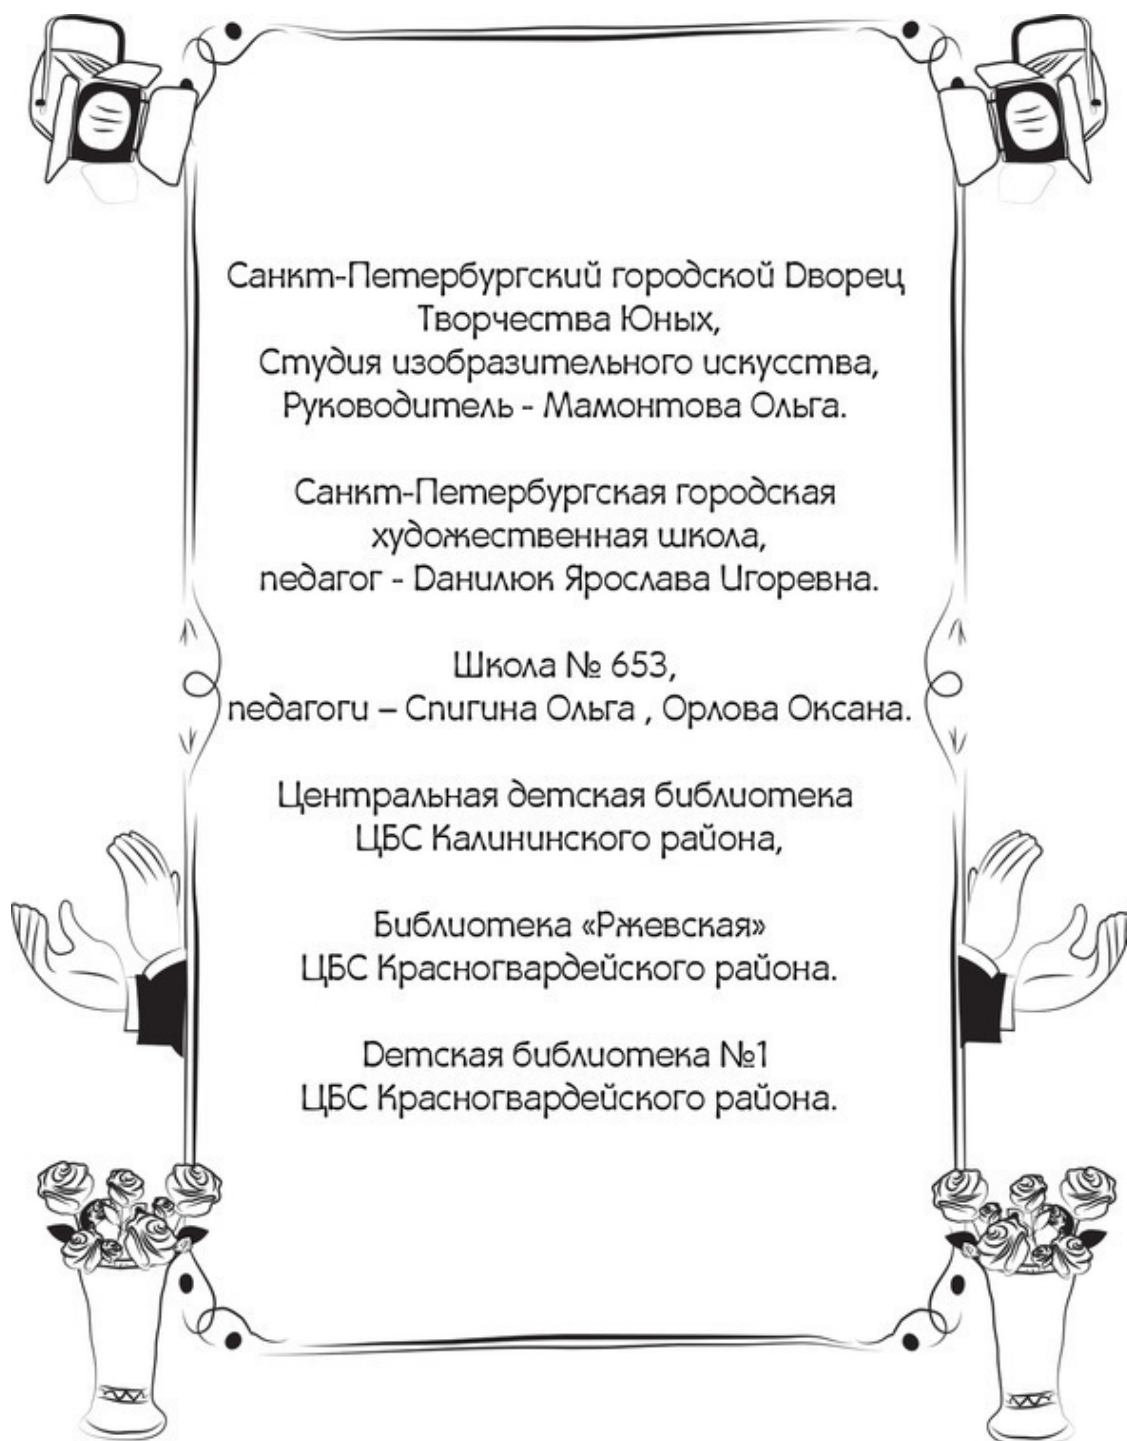 Санкт-Петербургский городской Дворец
Творчества Юных,
Студия изобразительного искусства,
Руководитель - Мамонтова Ольга.
Санкт-Петербургская городская
художественная школа,
педагог - Данилюк Ярослава Игоревна.
Школа № 653,
педагоги – Спигина Ольга , Орлова Оксана.
Центральная детская библиотека
ЦБС Калининского района,
Библиотека «Ржевская»
ЦБС Красногвардейского района.
Детская библиотека №1
ЦБС Красногвардейского района.